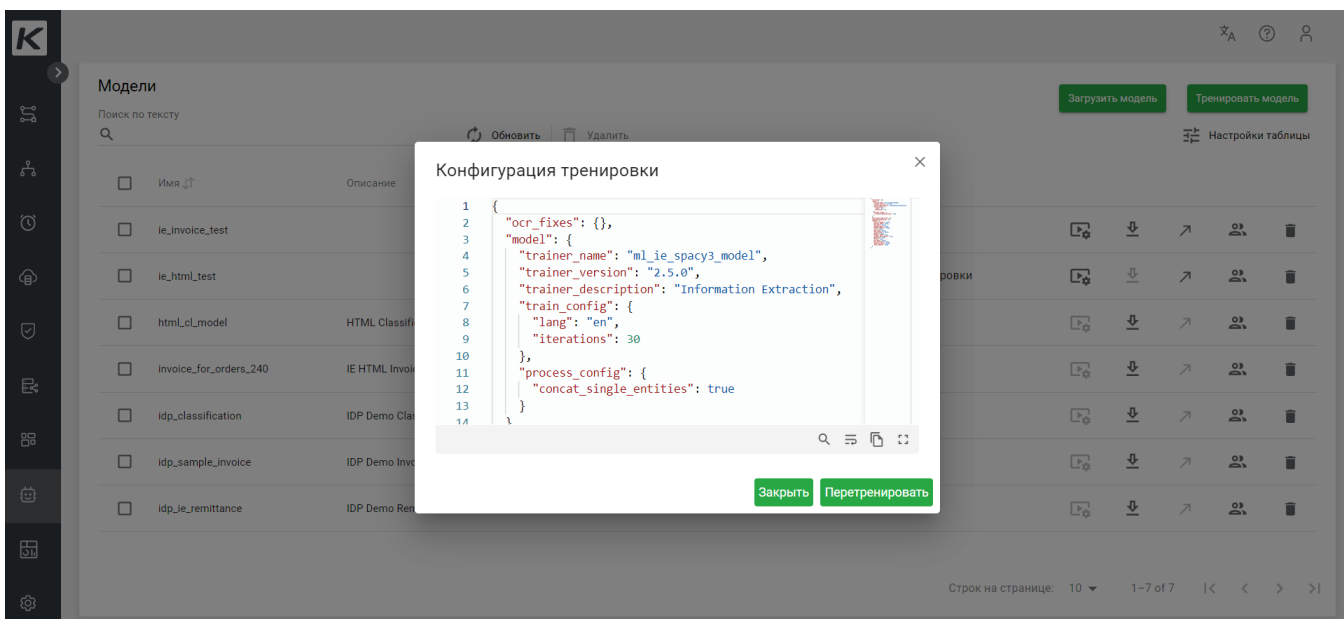 K
Модели
Загрузить модель
Тренировать модель
Поиск по тексту
Обновить
Удалить
Настройки таблицы
Конфигурация тренировки
Имя
Описание
1 {
2 "ocr_fixes": {},
3 "model": {
4 "trainer_name": "ml_ie_spacy3_model",
5 "trainer_version": "2.5.0",
6 "trainer_description": "Information Extraction",
7 "train_config": {
8 "lang": "en",
9 "iterations": 30
10 },
11 "process_config": {
12 "concat_single_entities": true
13 }
14 }
ie_invoice_test
ie_html_test
ровки
html_cl_model
HTML Classifi
invoice_for_orders_240
IE HTML Invoi
idp_classification
IDP Demo Clas
idp_sample_invoice
IDP Demo Invo
idp_ie_remittance
IDP Demo Rem
Закрыть
Перетренировать
Строк на странице: 10
1–7 of 7